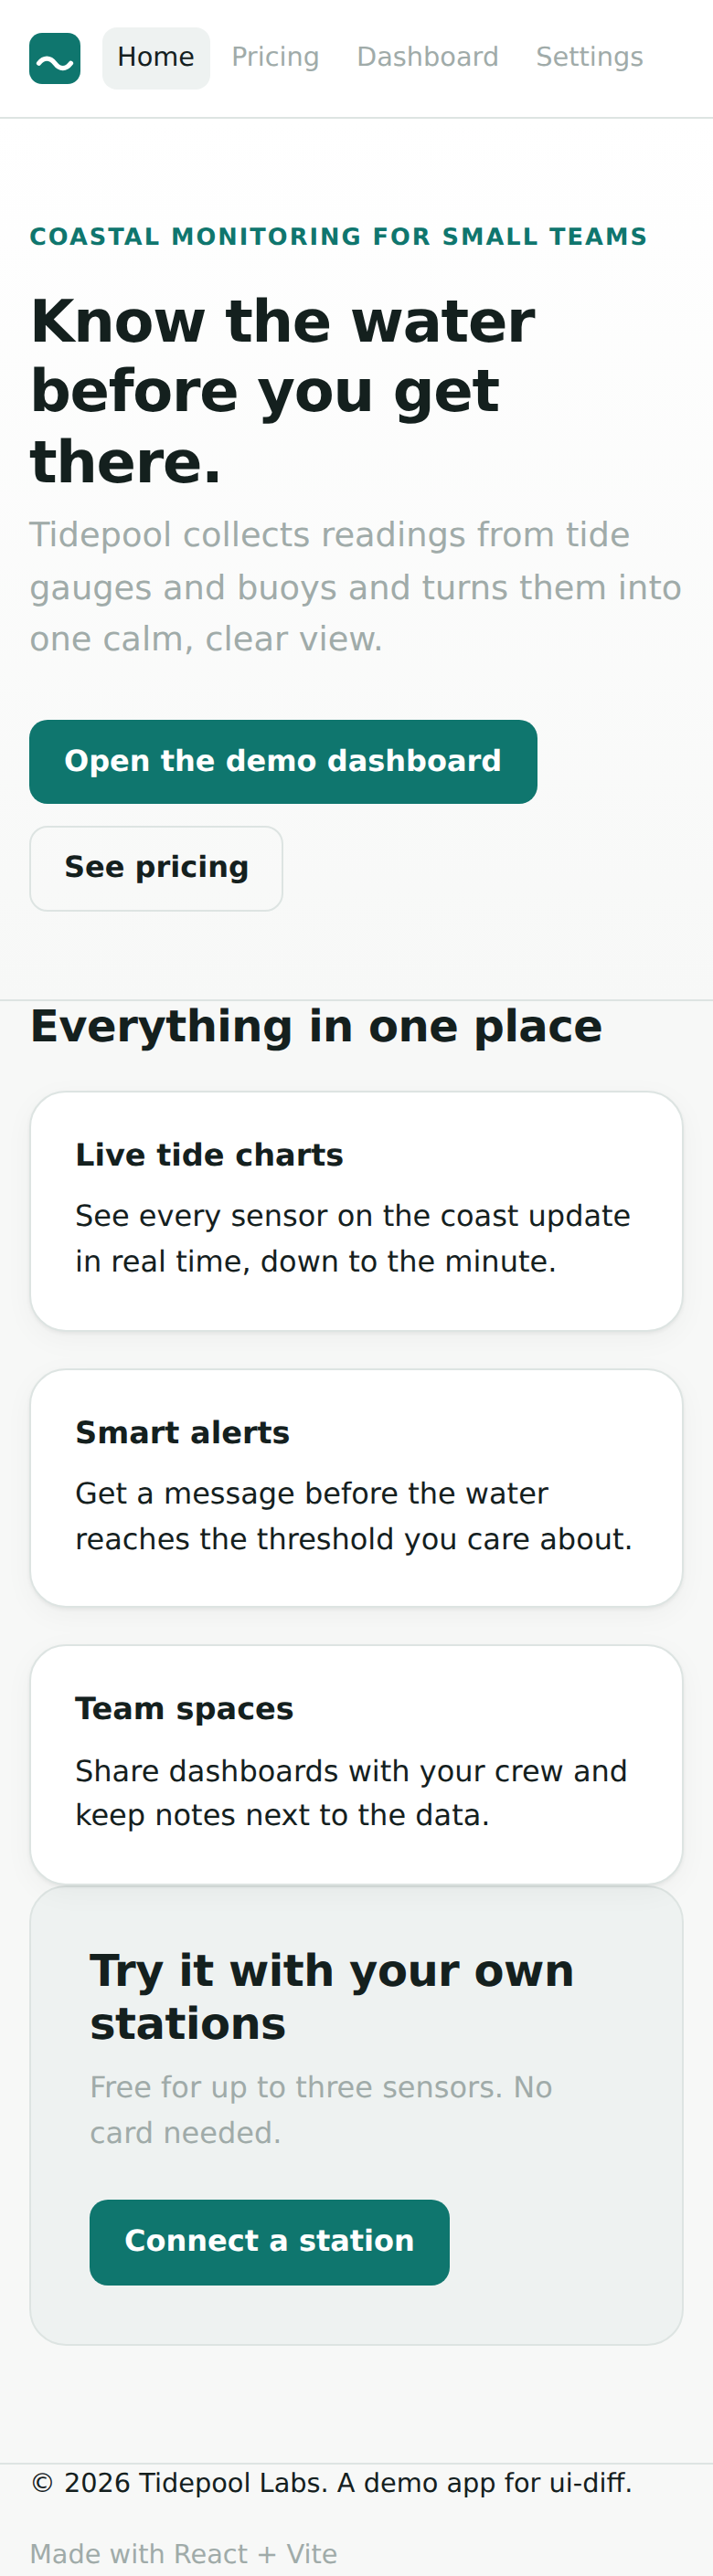 Home Pricing Dashboard Settings
COASTAL MONITORING FOR SMALL TEAMS
Know the water
before you get
there.
Tidepool collects readings from tide
gauges and buoys and turns them into
one calm, clear view.
Open the demo dashboard
See pricing
Everything in one place
Live tide charts
See every sensor on the coast update
in real time, down to the minute.
Smart alerts
Get a message before the water
reaches the threshold you care about.
Team spaces
Share dashboards with your crew and
keep notes next to the data.
Try it with your own
stations
Free for up to three sensors. No
card needed.
Connect a station
© 2026 Tidepool Labs. A demo app for ui-diff.
Made with React + Vite